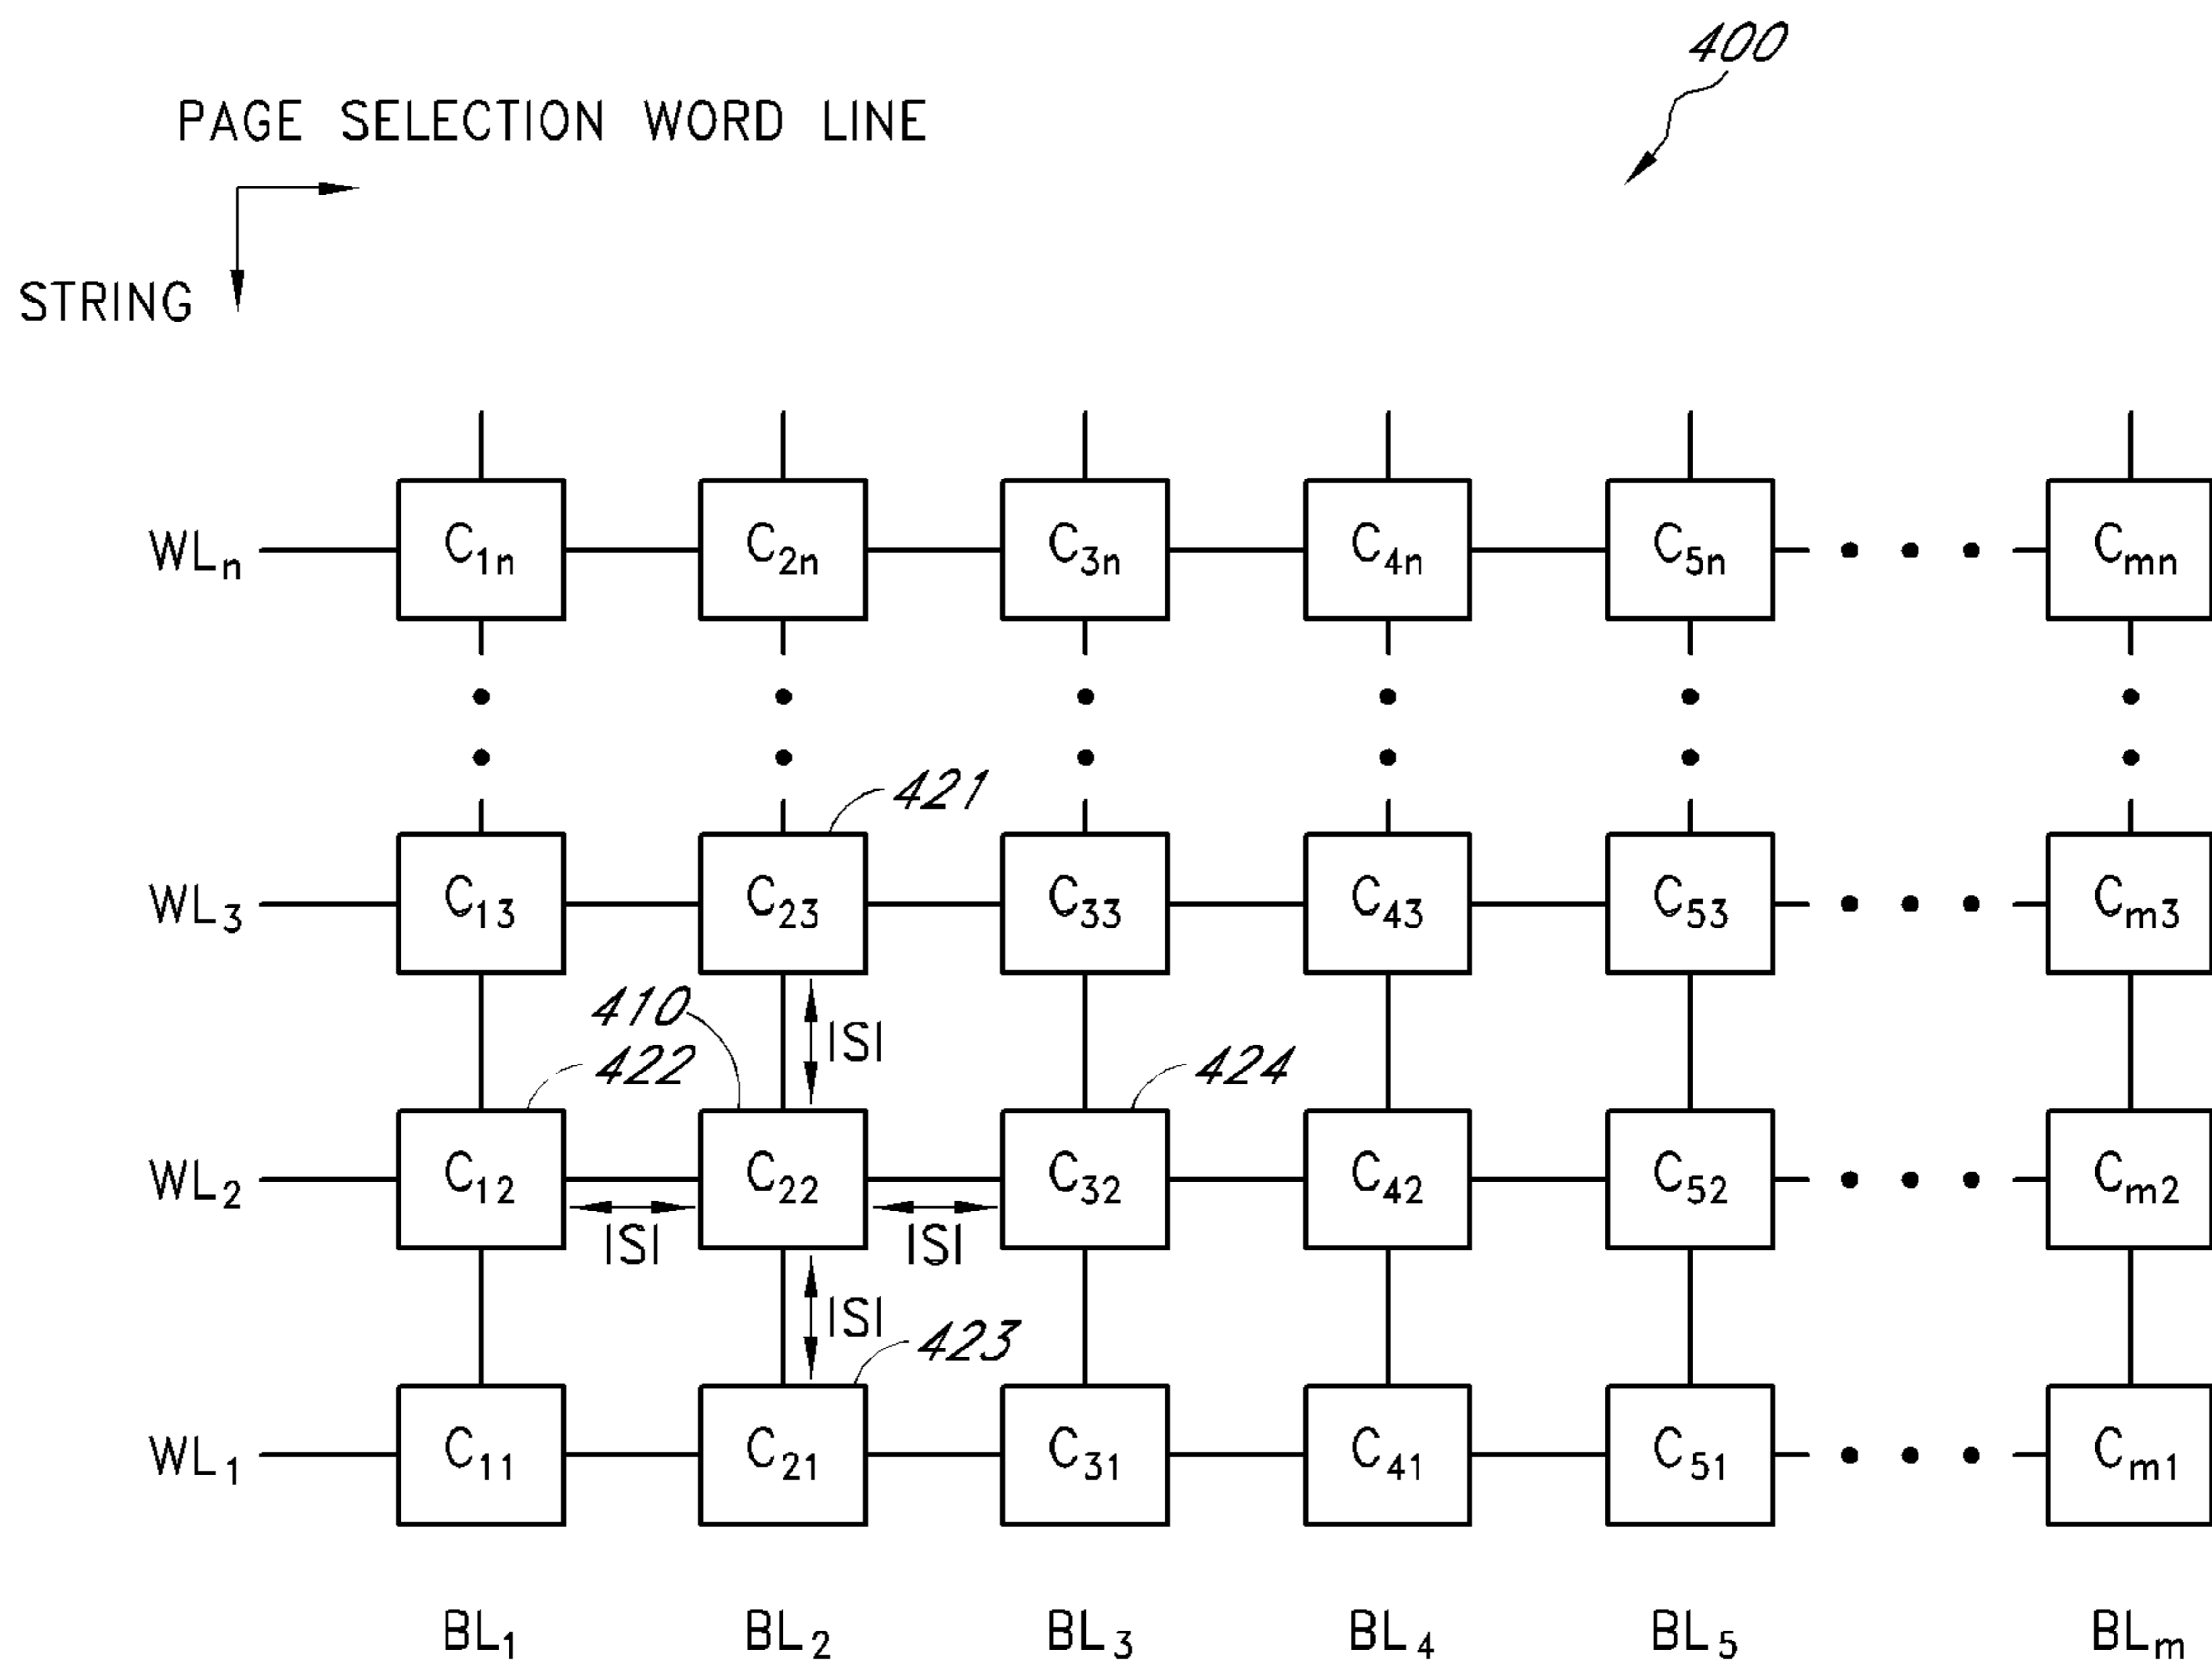 400
PAGE SELECTION WORD LINE
STRING
WLn C1n C2n C3n C4n C5n • • • Cmn
421
WL3 C13 C23 C33 C43 C53 • • • Cm3
410 ISI
422 424
WL2 C12 C22 C32 C42 C52 • • • Cm2
ISI ISI
ISI
423
WL1 C11 C21 C31 C41 C51 • • • Cm1
BL1 BL2 BL3 BL4 BL5 BLm